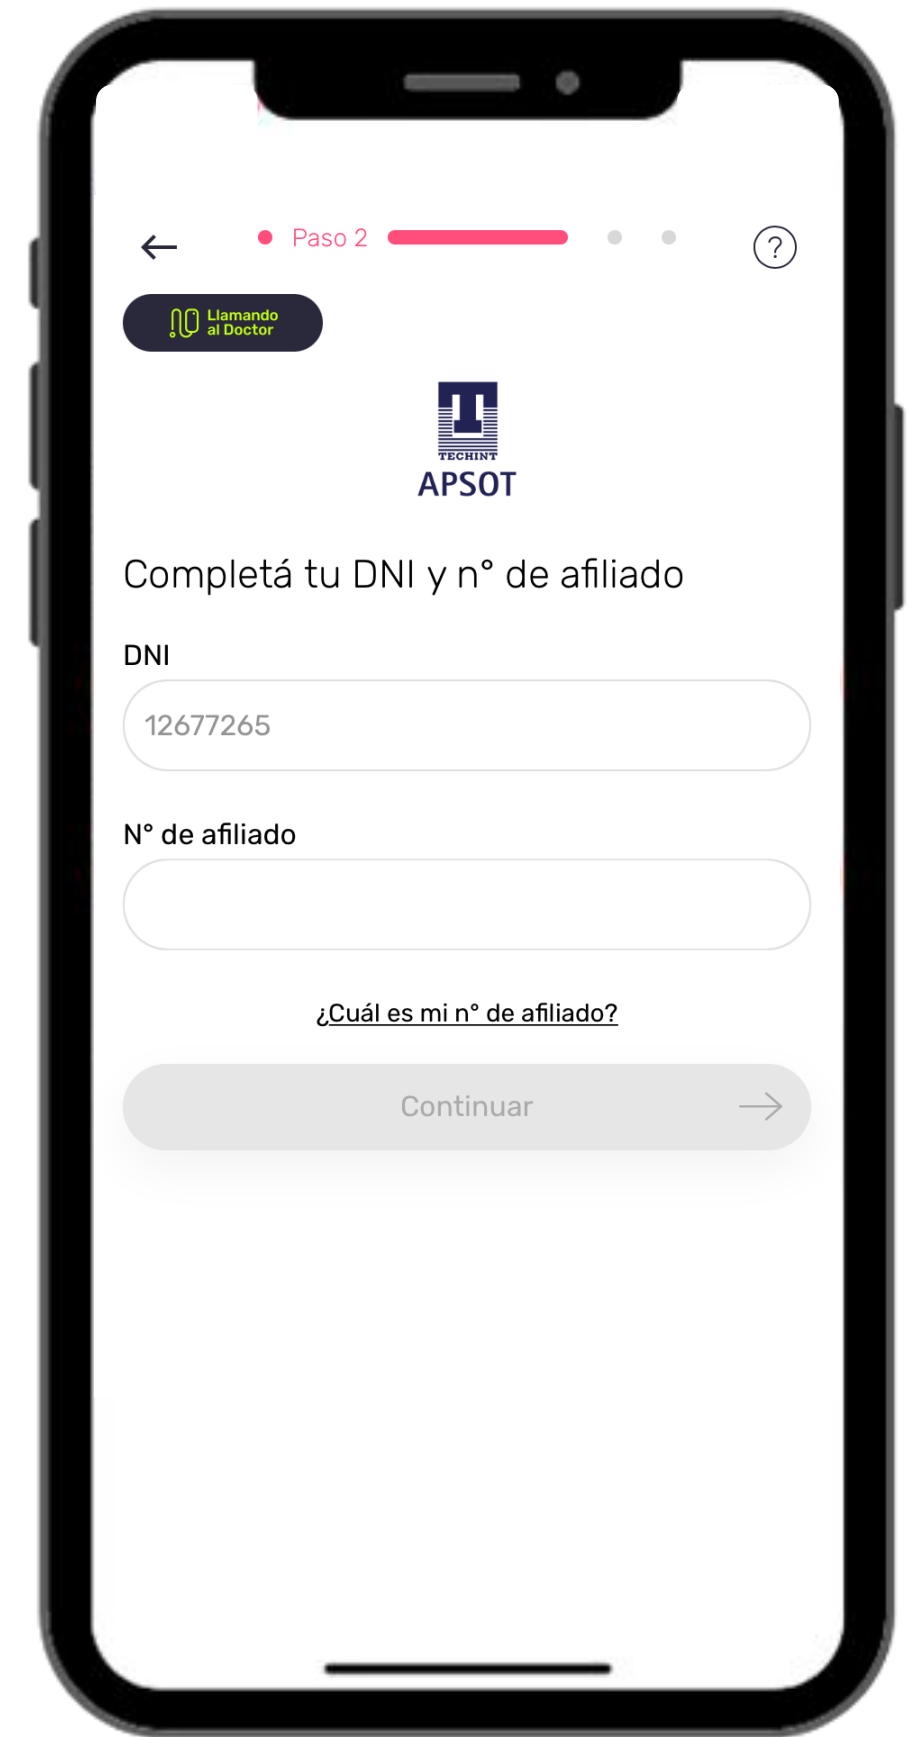 Paso 2
?
Llamando
al Doctor
TECHINT
APSOT
Completá tu DNI y n° de afiliado
DNI
12677265
N° de afiliado
¿Cuál es mi n° de afiliado?
Continuar